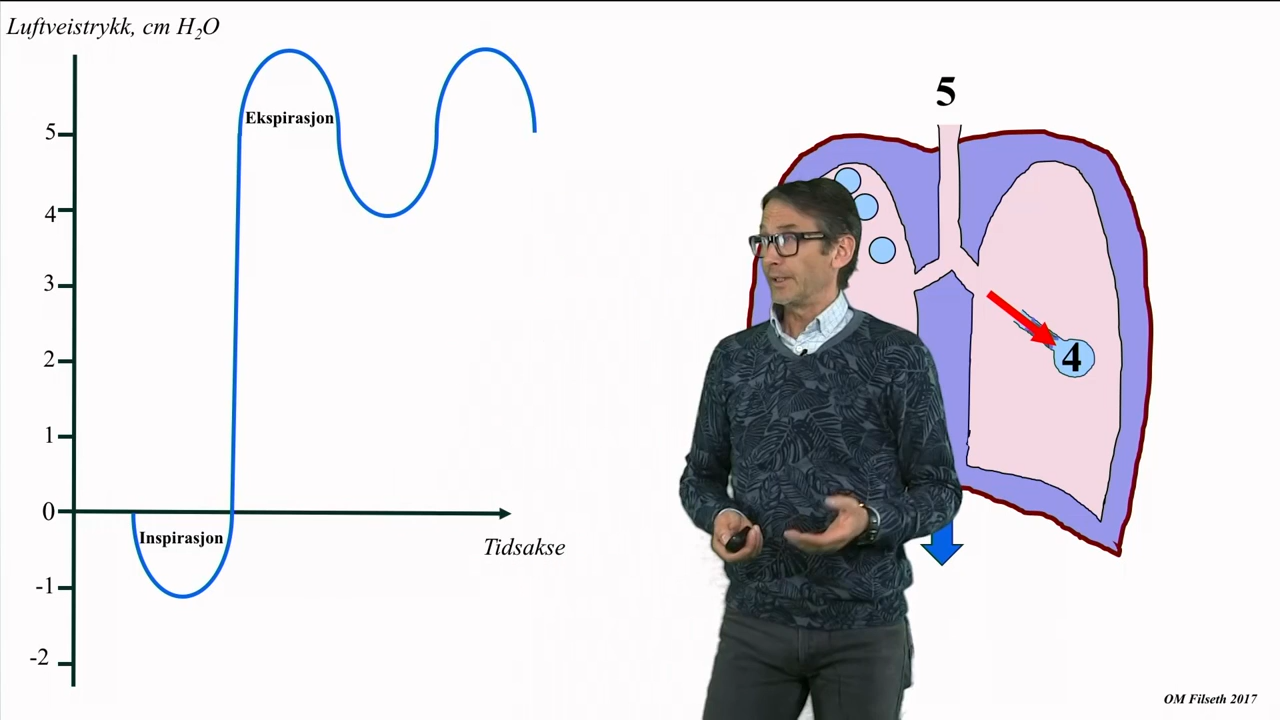 Luftveistrykk, cm H₂O
5
Ekspirasjon
5
4
3
4
2
1
0
Inspirasjon
Tidsakse
-1
-2
OM Filseth 2017